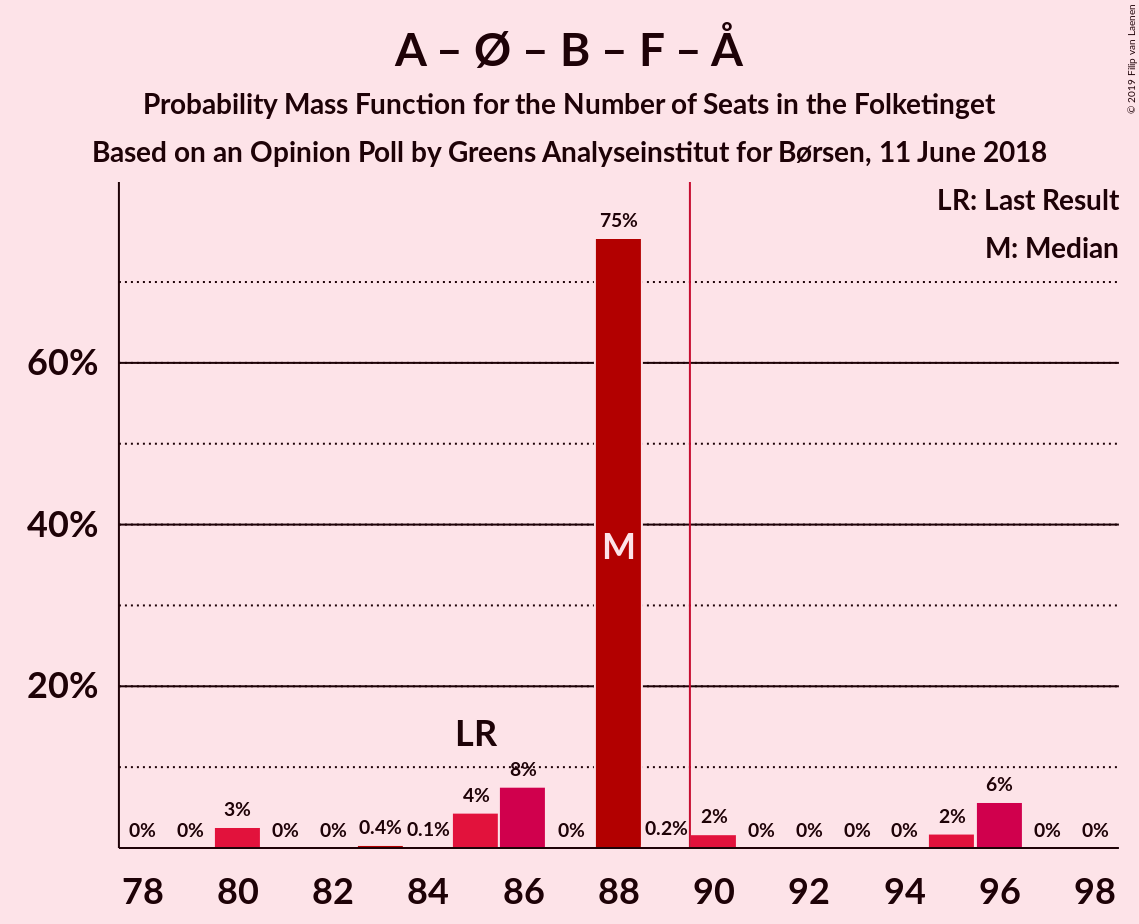 A – Ø – B – F – Å
Probability Mass Function for the Number of Seats in the Folketinget
Based on an Opinion Poll by Greens Analyseinstitut for Børsen, 11 June 2018
© 2019 Filip van Laenen
LR: Last Result
M: Median
60%
40%
20%
0%
0%
3%
0%
0%
0.4%
0.1%
4%
LR
8%
0%
75%
M
0.2%
2%
0%
0%
0%
0%
2%
6%
0%
0%
78 80 82 84 86 88 90 92 94 96 98